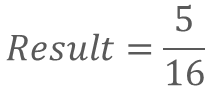 Result = 5/16